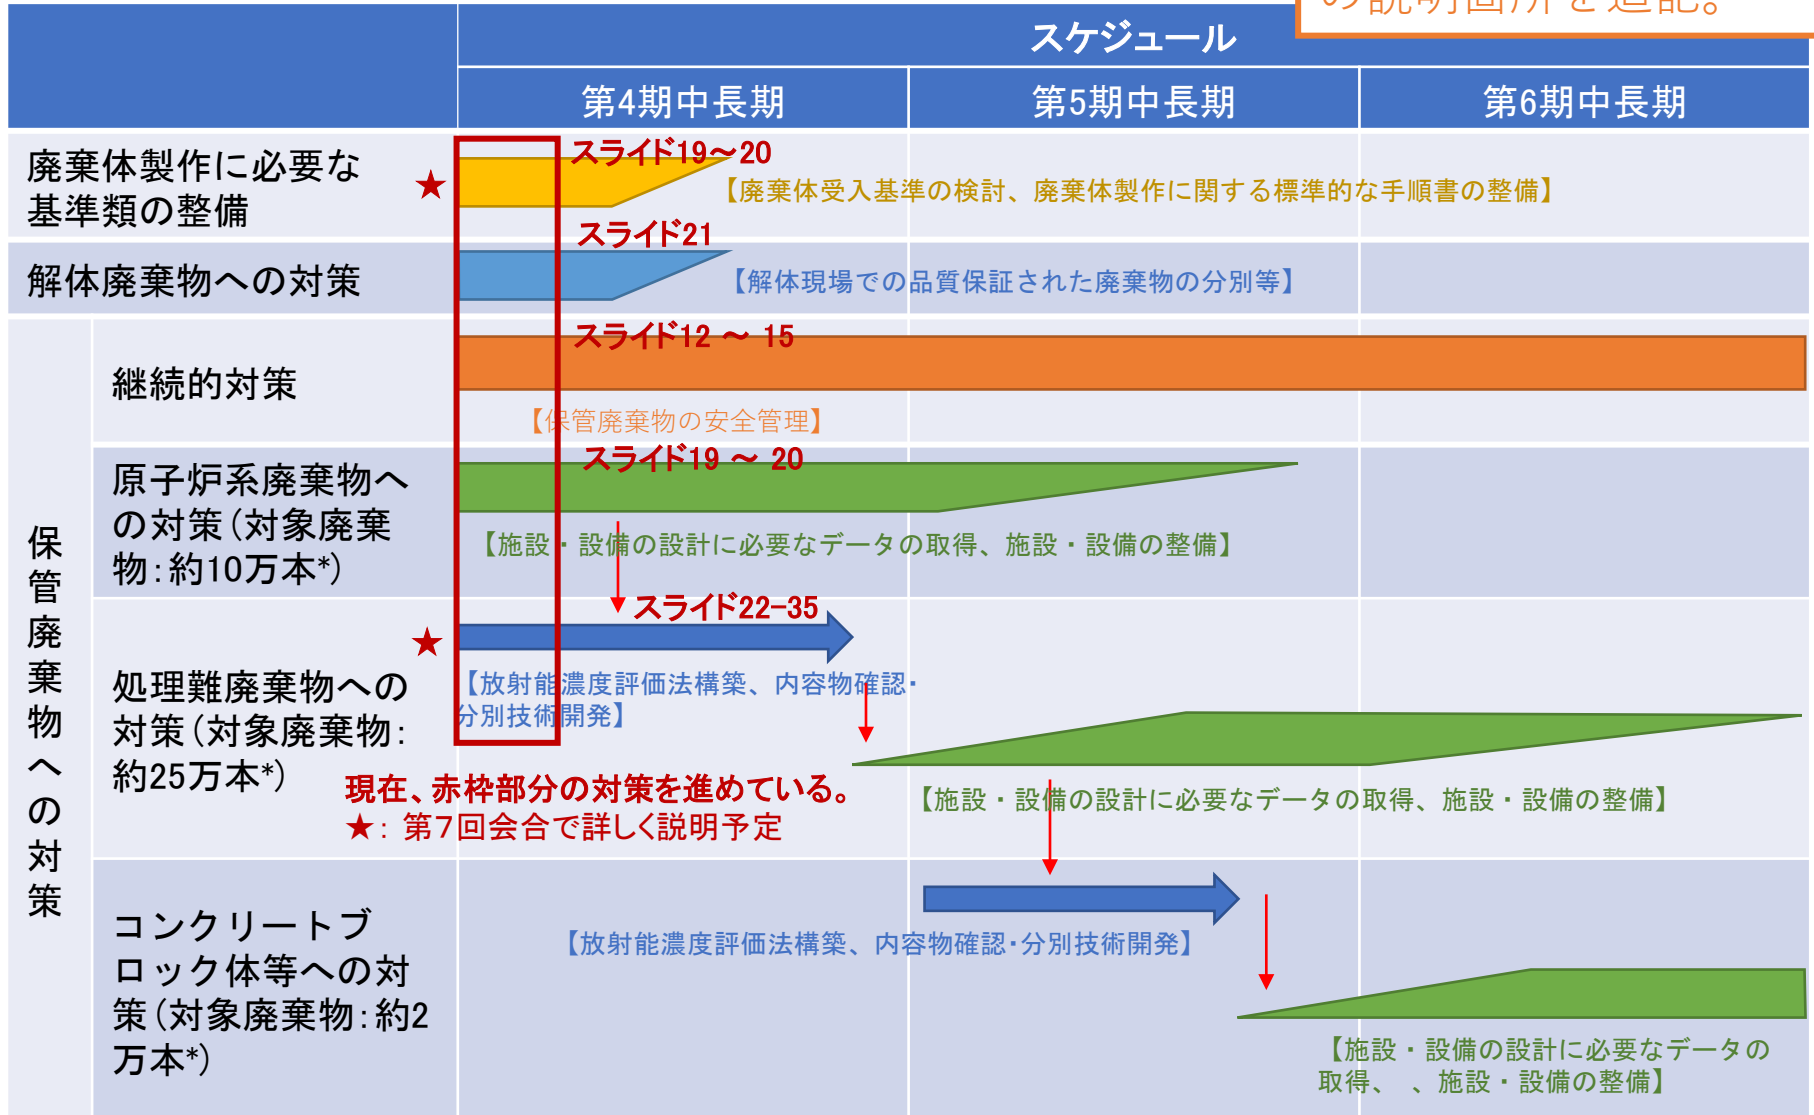 の説明箇所を追記。
スケジュール
第4期中長期
第5期中長期
第6期中長期
廃棄体製作に必要な
基準類の整備
★
スライド19～20
【廃棄体受入基準の検討、廃棄体製作に関する標準的な手順書の整備】
解体廃棄物への対策
スライド21
【解体現場での品質保証された廃棄物の分別等】
保管廃棄物への対策
継続的対策
スライド12 ～ 15
【保管廃棄物の安全管理】
原子炉系廃棄物へ
の対策(対象廃棄
物:約10万本*)
スライド19 ～ 20
【施設・設備の設計に必要なデータの取得、施設・設備の整備】
処理難廃棄物への
対策(対象廃棄物:
約25万本*)
★
スライド22-35
【放射能濃度評価法構築、内容物確認・
分別技術開発】
現在、赤枠部分の対策を進めている。
★: 第7回会合で詳しく説明予定
【施設・設備の設計に必要なデータの取得、施設・設備の整備】
コンクリートブ
ロック体等への対
策(対象廃棄物:約2
万本*)
【放射能濃度評価法構築、内容物確認・分別技術開発】
【施設・設備の設計に必要なデータの
取得、 、施設・設備の整備】